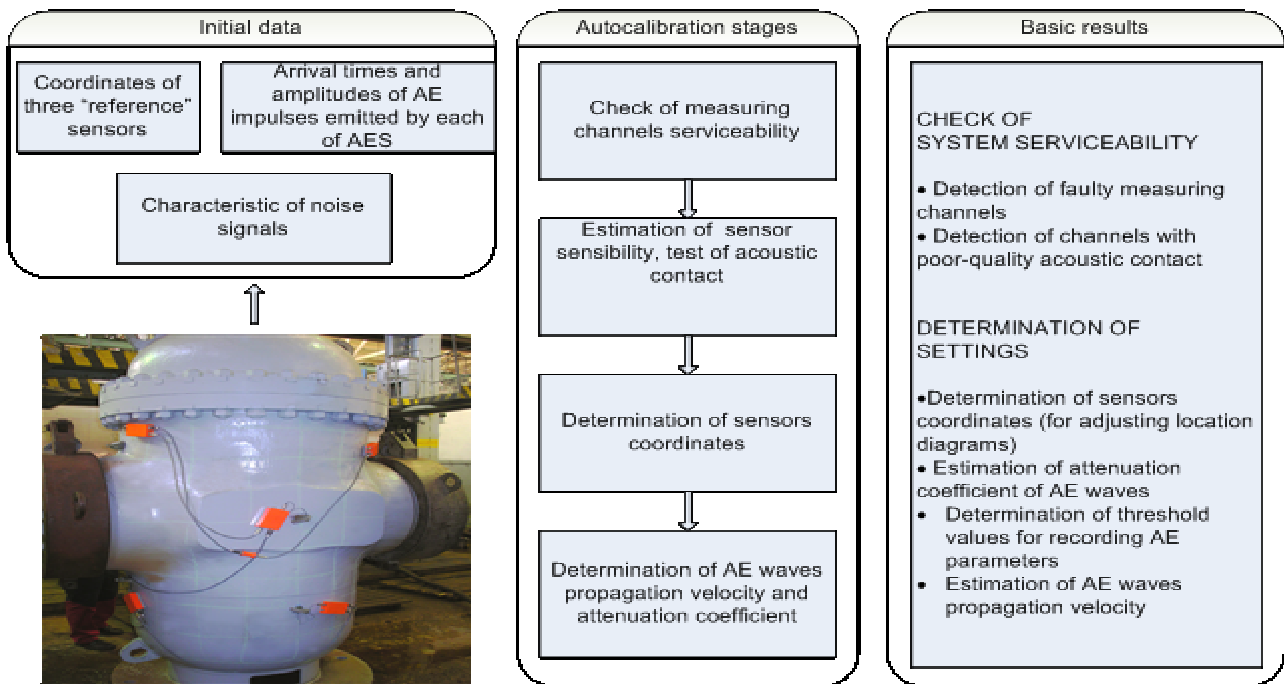 Initial data
Coordinates of
three "reference"
sensors
Arrival times and
amplitudes of AE
impulses emitted by each
of AES
Characteristic of noise
signals
Autocalibration stages
Check of measuring
channels serviceability
Estimation of sensor
sensibility, test of acoustic
contact
Determination of sensors
coordinates
Determination of AE waves
propagation velocity and
attenuation coefficient
Basic results
CHECK OF
SYSTEM SERVICEABILITY
• Detection of faulty measuring
channels
• Detection of channels with
poor-quality acoustic contact
DETERMINATION OF
SETTINGS
•Determination of sensors
coordinates (for adjusting location
diagrams)
• Estimation of attenuation
coefficient of AE waves
• Determination of threshold
values for recording AE
parameters
• Estimation of AE waves
propagation velocity